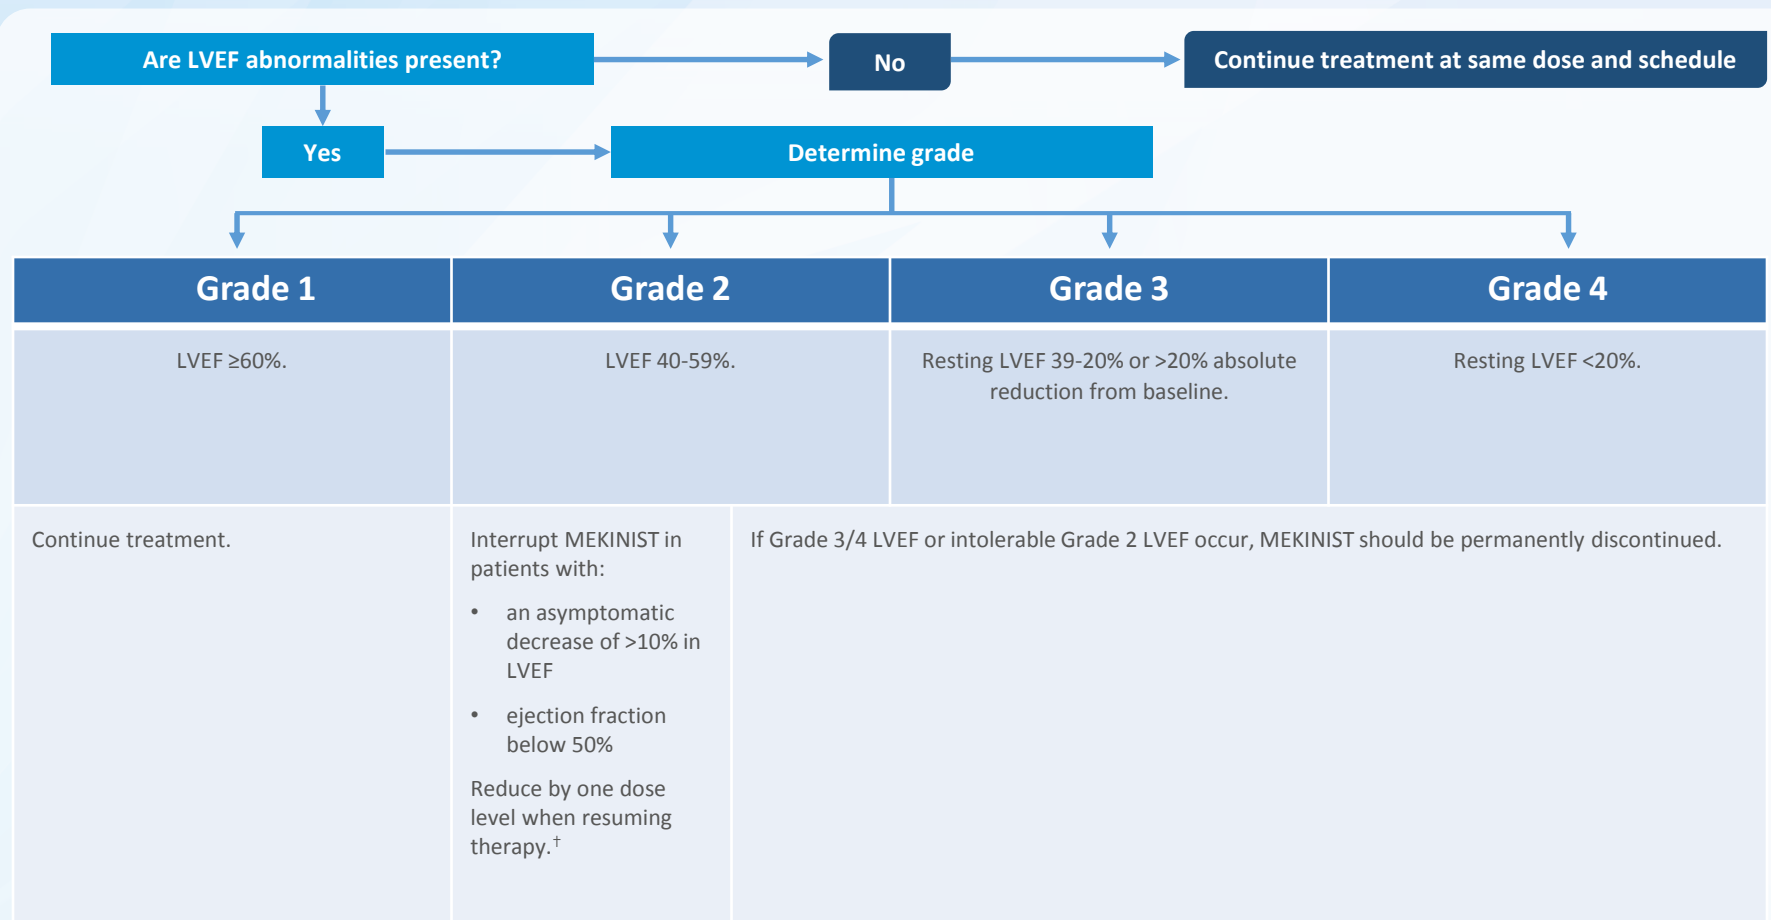 Are LVEF abnormalities present?
No
Continue treatment at same dose and schedule
Yes
Determine grade
Grade 1
Grade 2
Grade 3
Grade 4
LVEF ≥60%.
LVEF 40-59%.
Resting LVEF 39-20% or >20% absolute
reduction from baseline.
Resting LVEF <20%.
Continue treatment.
Interrupt MEKINIST in
patients with:
• an asymptomatic
decrease of >10% in
LVEF
• ejection fraction
below 50%
Reduce by one dose
level when resuming
therapy.†
If Grade 3/4 LVEF or intolerable Grade 2 LVEF occur, MEKINIST should be permanently discontinued.